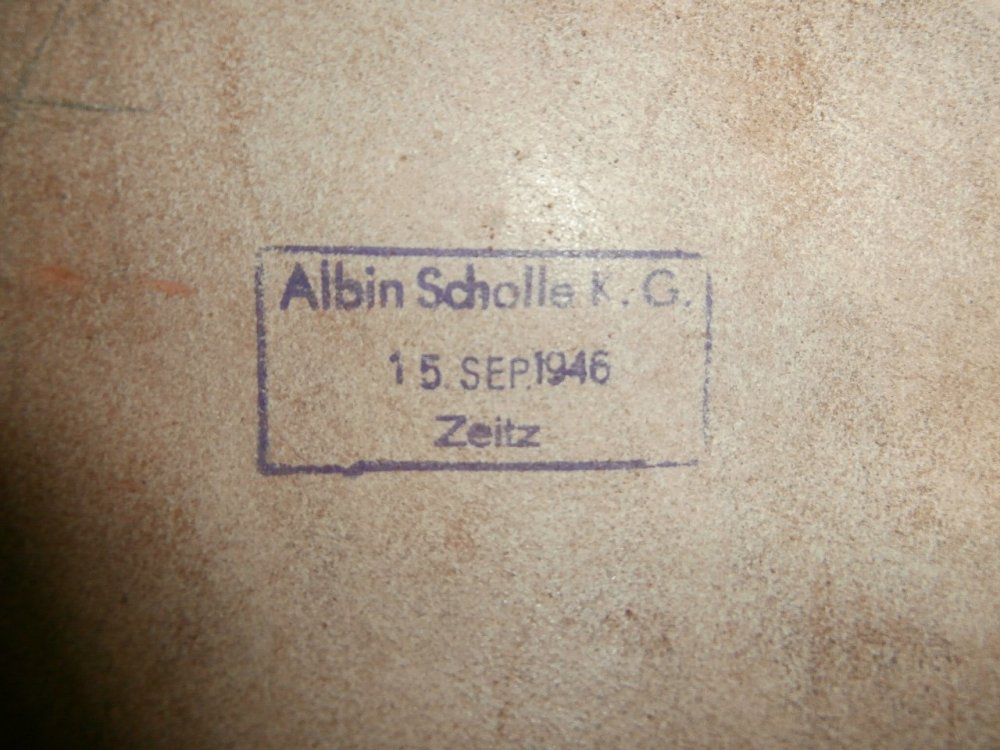 Albin Scholle K. G.
15. SEP. 1946
Zeitz